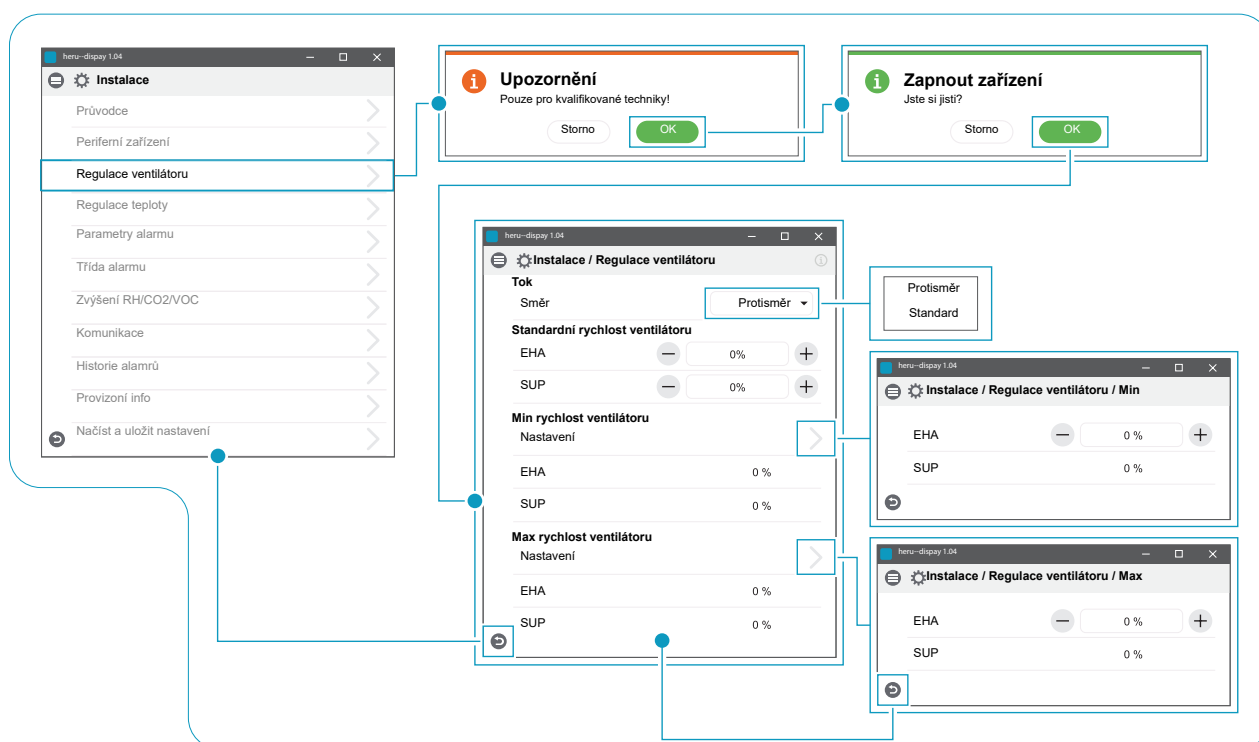 heru–dispay 1.04
Instalace
Průvodce
Periferní zařízení
Regulace ventilátoru
Regulace teploty
Parametry alarmu
Třída alarmu
Zvýšení RH/CO2/VOC
Komunikace
Historie alamrů
Provizoní info
Načíst a uložit nastavení
Upozornění
Pouze pro kvalifikované techniky!
Storno OK
Zapnout zařízení
Jste si jisti?
Storno OK
heru–dispay 1.04
Instalace / Regulace ventilátoru
Tok
Směr Protisměr
Standardní rychlost ventilátoru
EHA 0%
SUP 0%
Min rychlost ventilátoru
Nastavení
EHA 0 %
SUP 0 %
Max rychlost ventilátoru
Nastavení
EHA 0 %
SUP 0 %
Protisměr
Standard
heru–dispay 1.04
Instalace / Regulace ventilátoru / Min
EHA 0 %
SUP 0 %
heru–dispay 1.04
Instalace / Regulace ventilátoru / Max
EHA 0 %
SUP 0 %